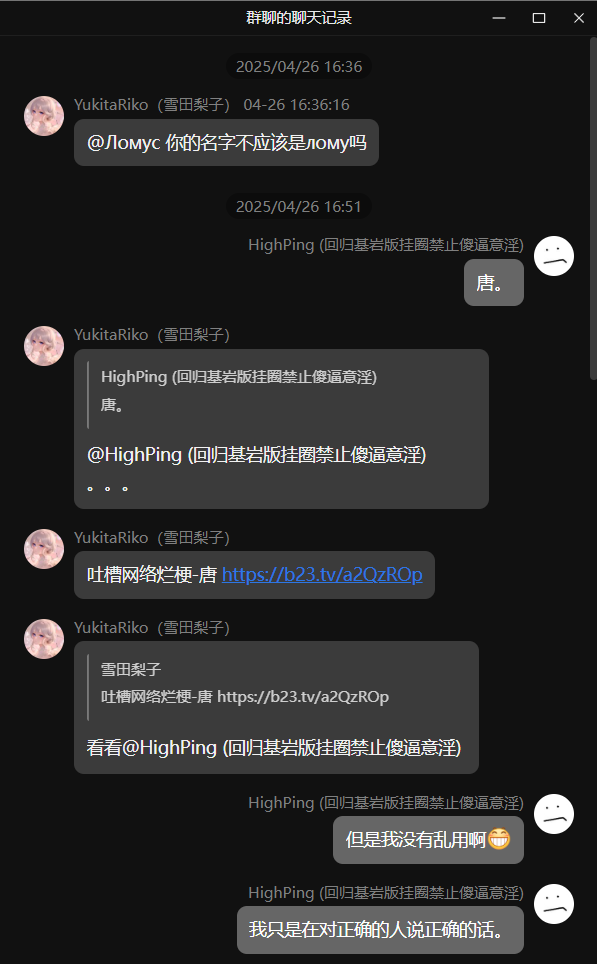 群聊的聊天记录
2025/04/26 16:36
YukitaRiko（雪田梨子） 04-26 16:36:16
@Ломус 你的名字不应该是лому吗
2025/04/26 16:51
HighPing (回归基岩版挂圈禁止傻逼意淫)
唐。
YukitaRiko（雪田梨子）
HighPing (回归基岩版挂圈禁止傻逼意淫)
唐。
@HighPing (回归基岩版挂圈禁止傻逼意淫)
。。。
YukitaRiko（雪田梨子）
吐槽网络烂梗-唐 https://b23.tv/a2QzROp
YukitaRiko（雪田梨子）
雪田梨子
吐槽网络烂梗-唐 https://b23.tv/a2QzROp
看看@HighPing (回归基岩版挂圈禁止傻逼意淫)
HighPing (回归基岩版挂圈禁止傻逼意淫)
但是我没有乱用啊😁
HighPing (回归基岩版挂圈禁止傻逼意淫)
我只是在对正确的人说正确的话。